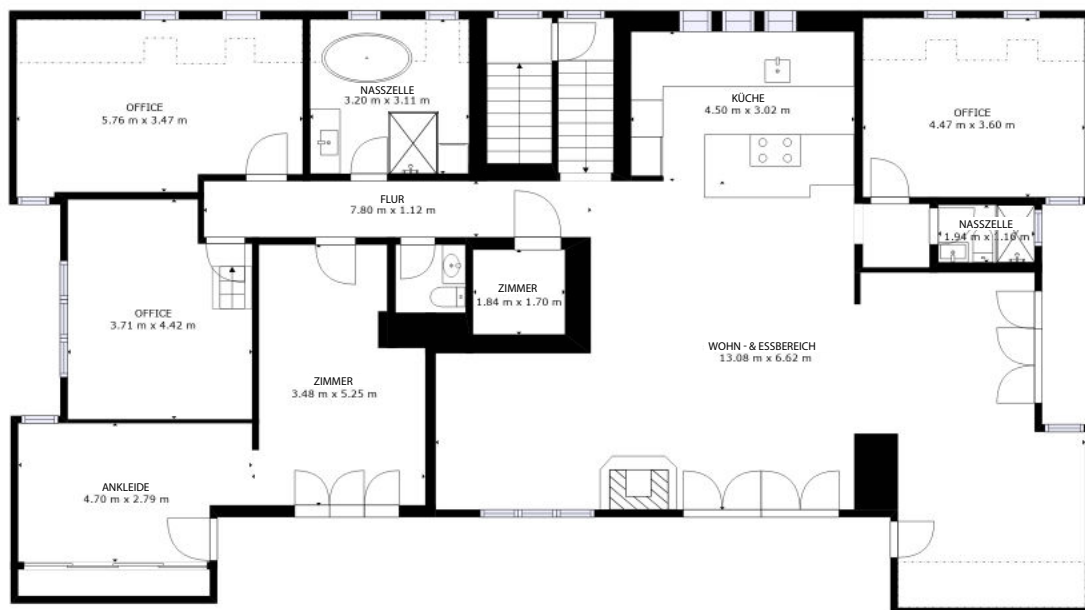 OFFICE
5.76 m x 3.47 m
NASSZELLE
3.20 m x 3.11 m
KÜCHE
4.50 m x 3.02 m
OFFICE
4.47 m x 3.60 m
FLUR
7.80 m x 1.12 m
NASSZELLE
1.94 m x 1.10 m
ZIMMER
1.84 m x 1.70 m
OFFICE
3.71 m x 4.42 m
WOHN - & ESSBEREICH
13.08 m x 6.62 m
ZIMMER
3.48 m x 5.25 m
ANKLEIDE
4.70 m x 2.79 m